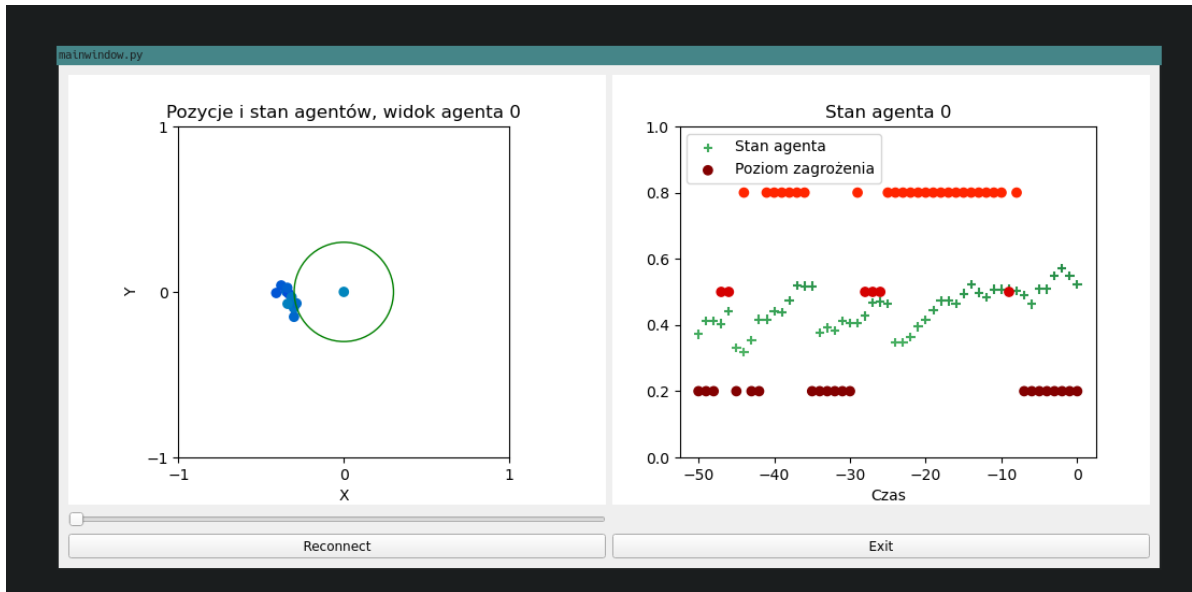 mainwindow.py
Pozycje i stan agentów, widok agenta 0
1
0
−1
Y
−1 0 1
X
Stan agenta 0
Stan agenta
Poziom zagrożenia
1.0
0.8
0.6
0.4
0.2
0.0
−50 −40 −30 −20 −10 0
Czas
Reconnect
Exit